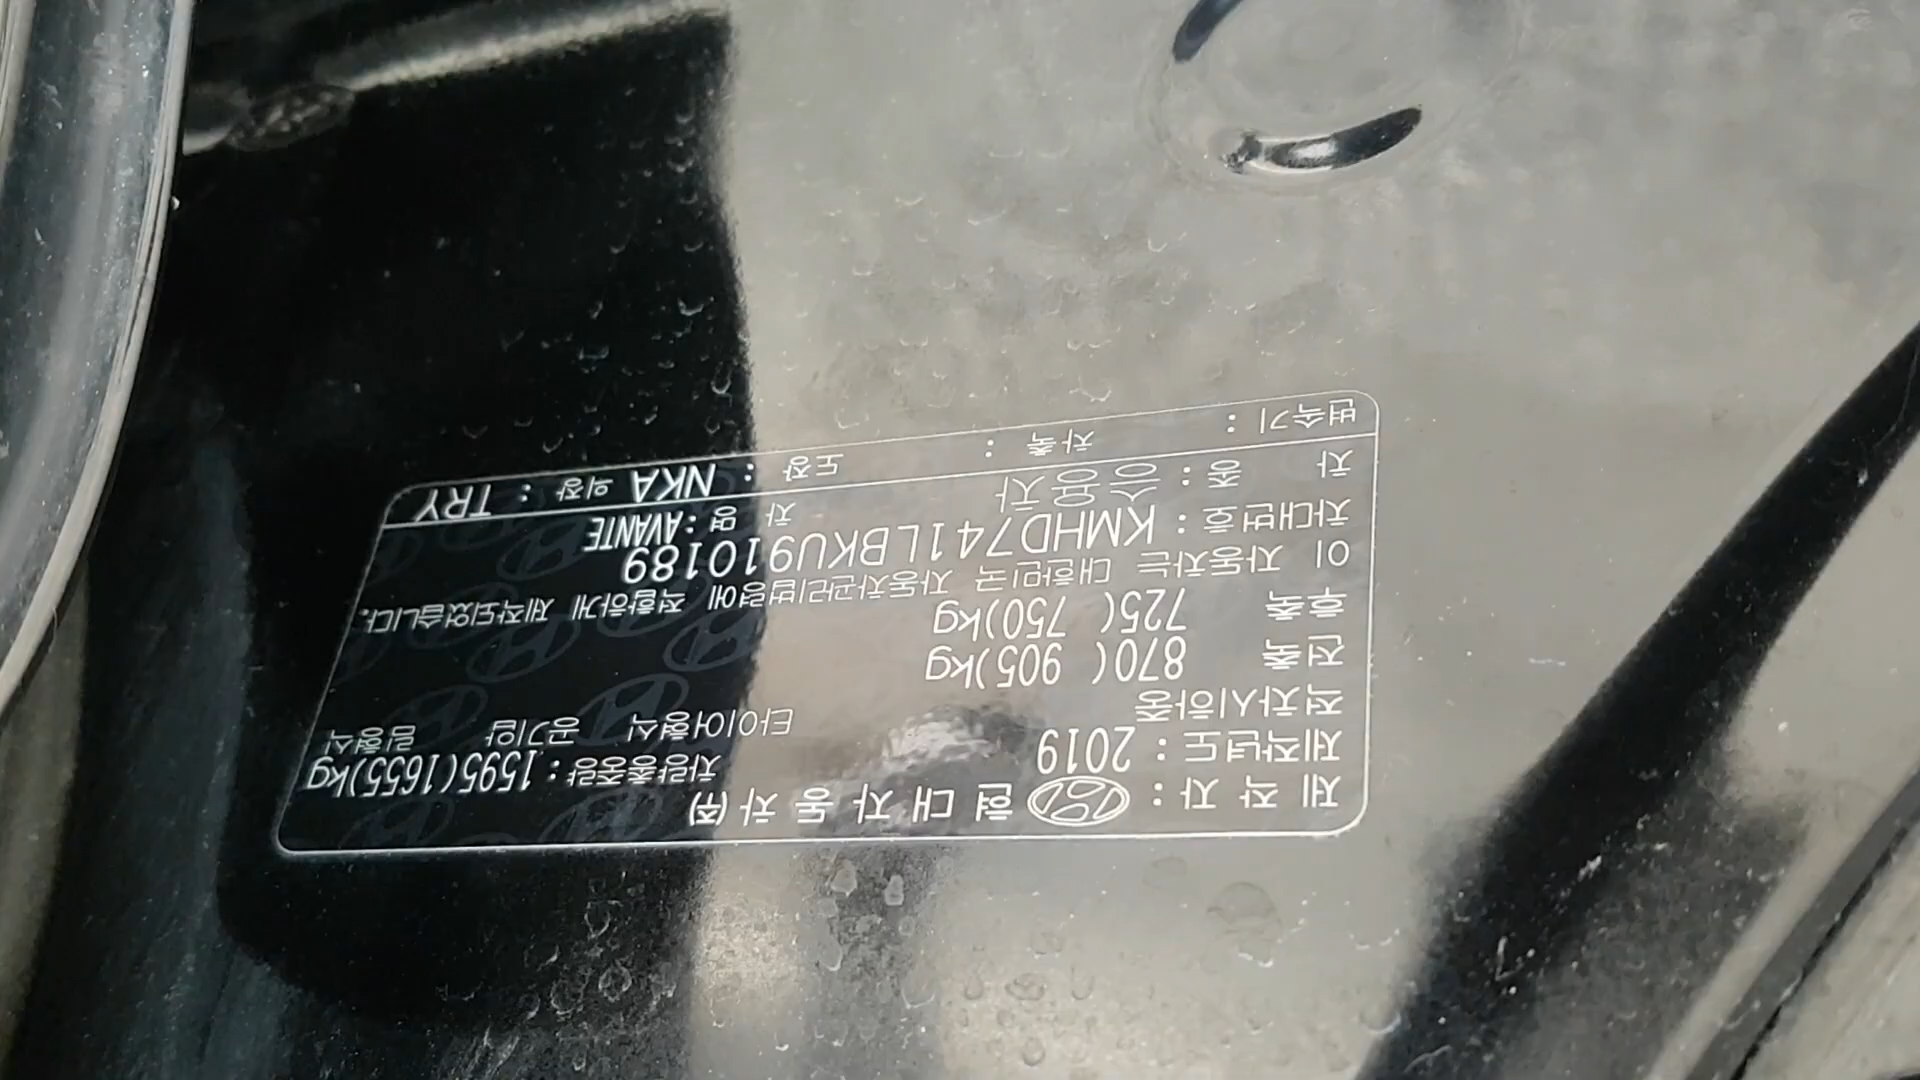 제 작 자 : 현 대 자 동 차 (주)
제작년도 : 2019 차량총중량 : 1595(1655)kg
적차시하중 타이어형식 공기압 림형식
전축 870( 905)kg
후축 725( 750)kg
이 자동차는 대한민국 자동차관리법령에 적합하게 제작되었습니다.
차대번호 : KMHD741LBKU910189
차 종 : 승용차 차 명 : AVANTE
변속기 : 차축 : 도장 : NKA 의장 : TRY